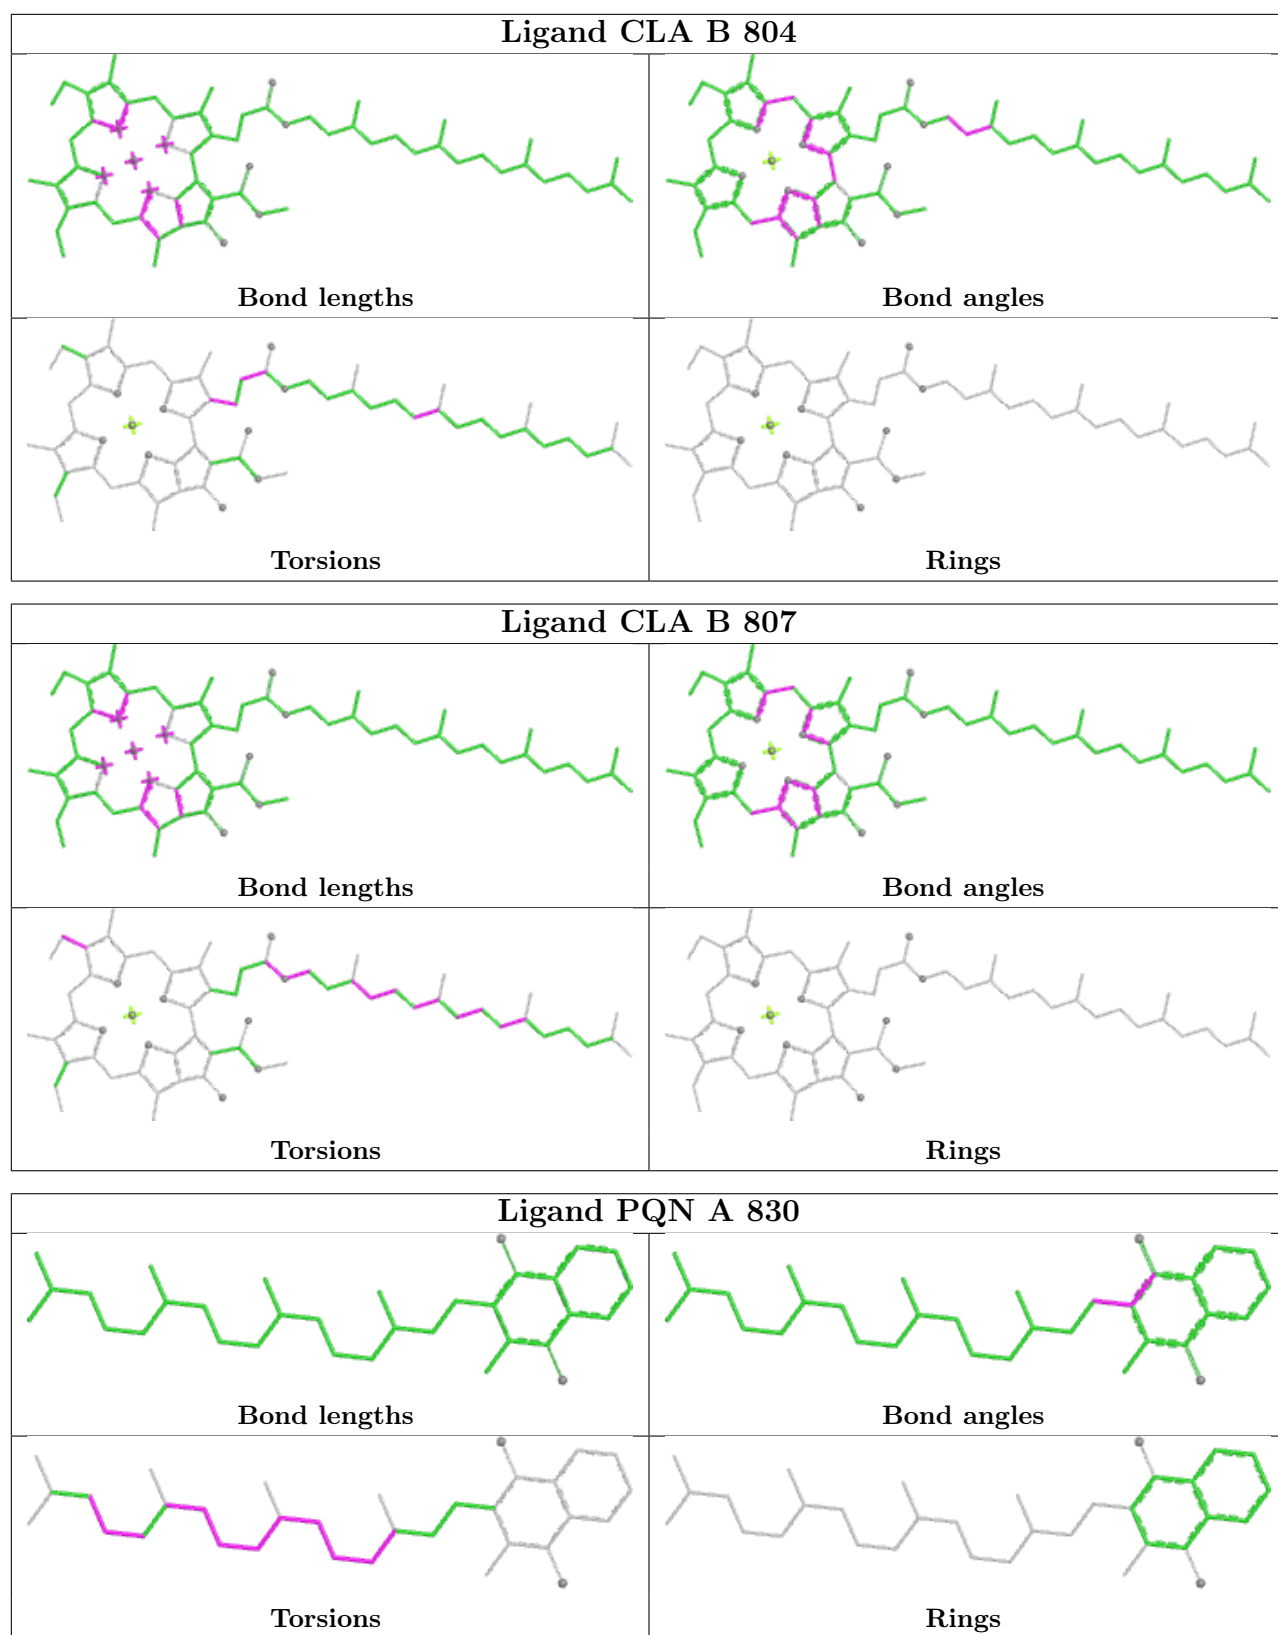 Ligand CLA B 804
Bond lengths
Bond angles
Torsions
Rings
Ligand CLA B 807
Bond lengths
Bond angles
Torsions
Rings
Ligand PQN A 830
Bond lengths
Bond angles
Torsions
Rings